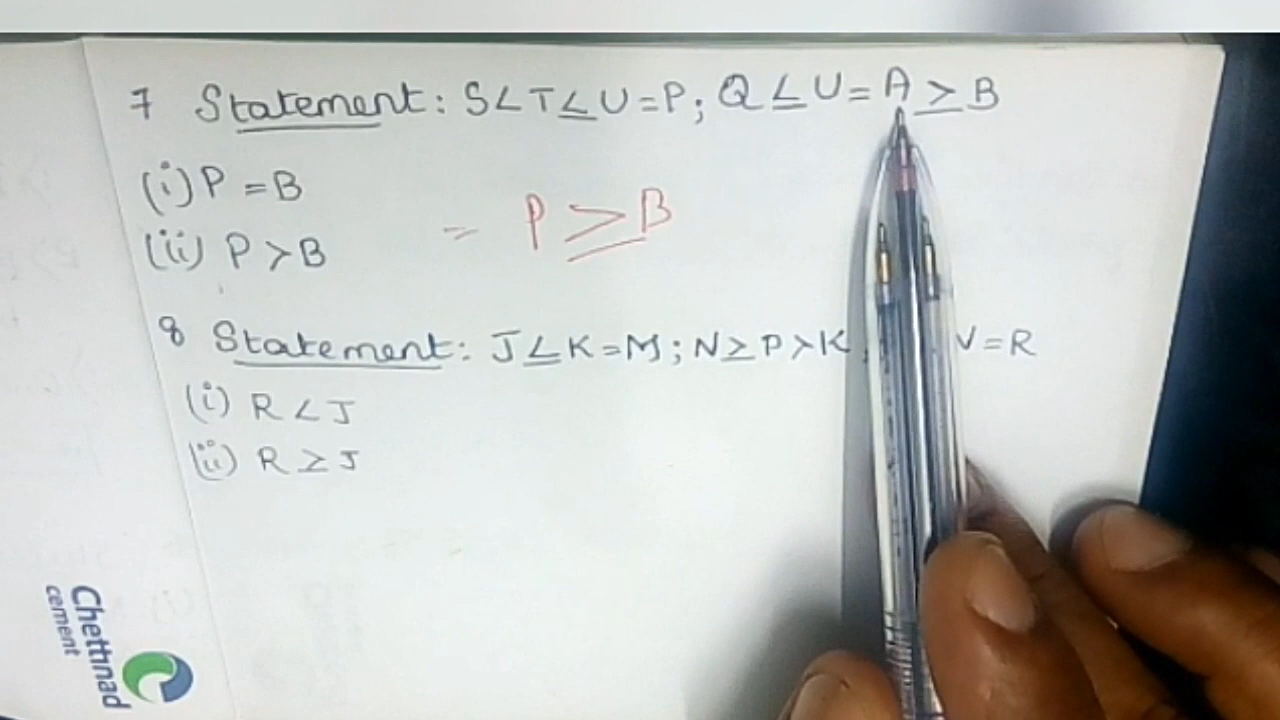 7 Statement: S<T≤U=P; Q≤U=A≥B
(i) P=B
(ii) P>B
= P≥B
8 Statement: J≤K=M; N≥P>K; V=R
(i) R<J
(ii) R≥J
Chettinad
cement